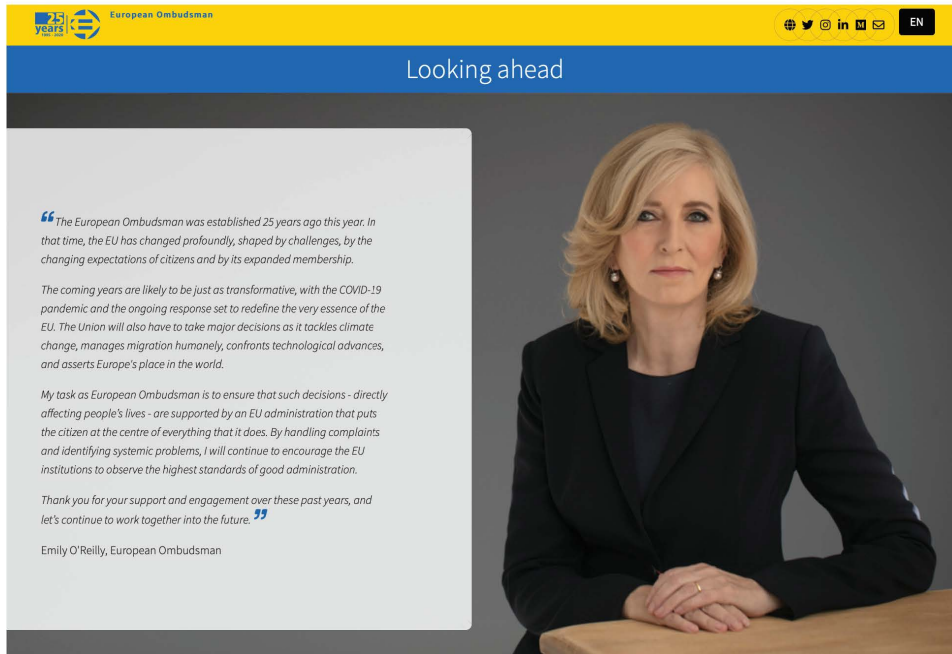 25
years
1995 - 2020
European Ombudsman
EN
Looking ahead
“The European Ombudsman was established 25 years ago this year. In
that time, the EU has changed profoundly, shaped by challenges, by the
changing expectations of citizens and by its expanded membership.
The coming years are likely to be just as transformative, with the COVID-19
pandemic and the ongoing response set to redefine the very essence of the
EU. The Union will also have to take major decisions as it tackles climate
change, manages migration humanely, confronts technological advances,
and asserts Europe's place in the world.
My task as European Ombudsman is to ensure that such decisions - directly
affecting people's lives - are supported by an EU administration that puts
the citizen at the centre of everything that it does. By handling complaints
and identifying systemic problems, I will continue to encourage the EU
institutions to observe the highest standards of good administration.
Thank you for your support and engagement over these past years, and
let's continue to work together into the future. ”
Emily O'Reilly, European Ombudsman